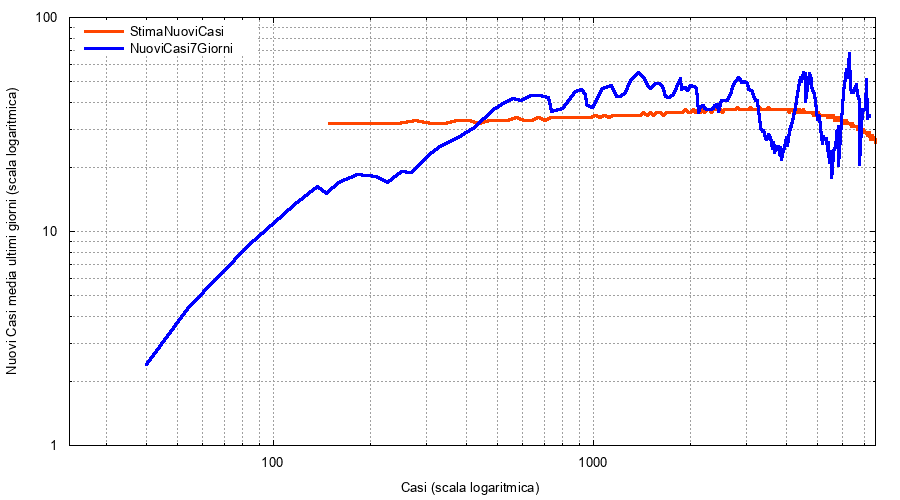 100
StimaNuoviCasi
NuoviCasi7Giorni
Nuovi Casi media ultimi giorni (scala logaritmica)
10
1
100
1000
Casi (scala logaritmica)